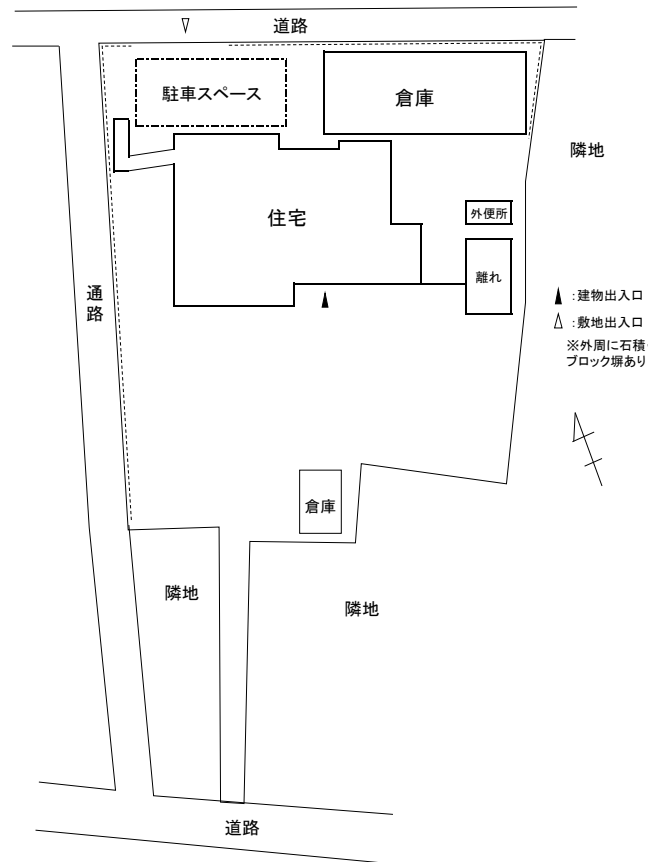 道路
駐車スペース
倉庫
隣地
住宅
外便所
離れ
通路
:建物出入口
:敷地出入口
※外周に石積・
ブロック塀あり
倉庫
隣地
隣地
道路